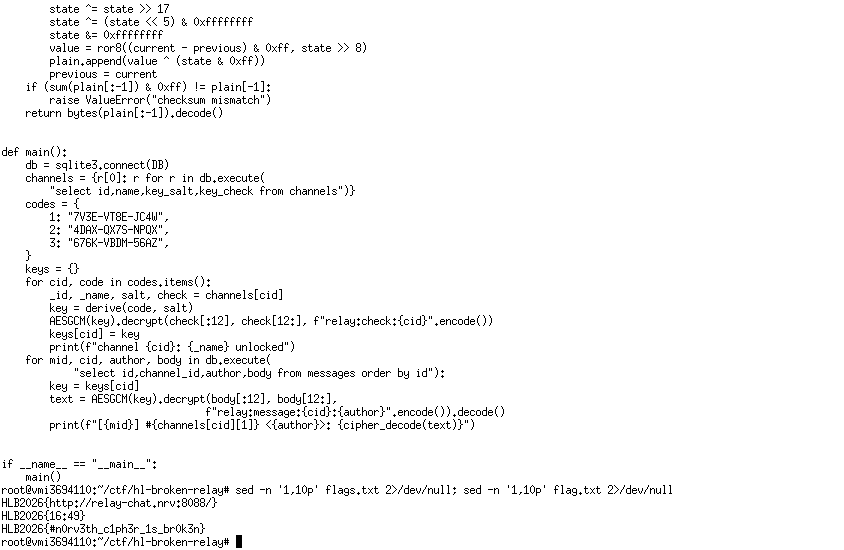 state ^= state >> 17
        state ^= (state << 5) & 0xffffffff
        state &= 0xffffffff
        value = ror8((current - previous) & 0xff, state >> 8)
        plain.append(value ^ (state & 0xff))
        previous = current
    if (sum(plain[:-1]) & 0xff) != plain[-1]:
        raise ValueError("checksum mismatch")
    return bytes(plain[:-1]).decode()


def main():
    db = sqlite3.connect(DB)
    channels = {r[0]: r for r in db.execute(
        "select id,name,key_salt,key_check from channels")}
    codes = {
        1: "7V3E-VT8E-JC4W",
        2: "4DAX-QX7S-NPQX",
        3: "676K-VBDM-56AZ",
    }
    keys = {}
    for cid, code in codes.items():
        _id, _name, salt, check = channels[cid]
        key = derive(code, salt)
        AESGCM(key).decrypt(check[:12], check[12:], f"relay:check:{cid}".encode())
        keys[cid] = key
        print(f"channel {cid}: {_name} unlocked")
    for mid, cid, author, body in db.execute(
            "select id,channel_id,author,body from messages order by id"):
        key = keys[cid]
        text = AESGCM(key).decrypt(body[:12], body[12:],
                                   f"relay:message:{cid}:{author}".encode()).decode()
        print(f"[{mid}] #{channels[cid][1]} <{author}>: {cipher_decode(text)}")


if __name__ == "__main__":
    main()
root@vmi3694110:~/ctf/hl-broken-relay# sed -n '1,10p' flags.txt 2>/dev/null; sed -n '1,10p' flag.txt 2>/dev/null
HLB2026{http://relay-chat.nrv:8088/}
HLB2026{16:49}
HLB2026{#n0rv3th_c1ph3r_1s_br0k3n}
root@vmi3694110:~/ctf/hl-broken-relay#